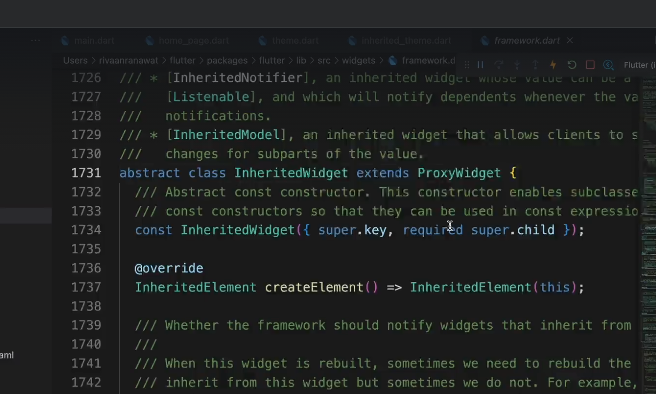 main.dart home_page.dart theme.dart inherited_theme.dart framework.dart
Users > rivaanranawat > flutter > packages > flutter > lib > src > widgets > framework.d
Flutter (i
1726 /// * [InheritedNotifier], an inherited widget whose value can be a
1727 /// [Listenable], and which will notify dependents whenever the va
1728 /// notifications.
1729 /// * [InheritedModel], an inherited widget that allows clients to s
1730 /// changes for subparts of the value.
1731 abstract class InheritedWidget extends ProxyWidget {
1732 /// Abstract const constructor. This constructor enables subclasse
1733 /// const constructors so that they can be used in const expressio
1734 const InheritedWidget({ super.key, required super.child });
1735
1736 @override
1737 InheritedElement createElement() => InheritedElement(this);
1738
1739 /// Whether the framework should notify widgets that inherit from
1740 ///
aml
1741 /// When this widget is rebuilt, sometimes we need to rebuild the
1742 /// inherit from this widget but sometimes we do not. For example,